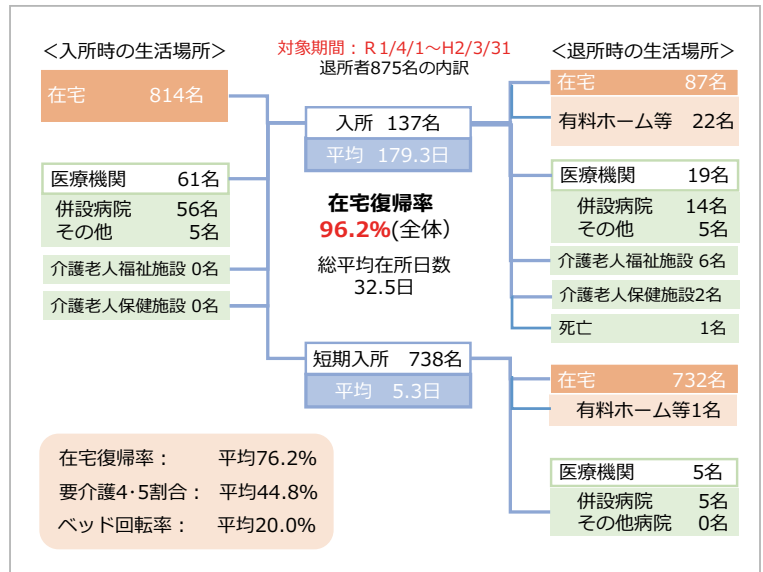 <入所時の生活場所>
在宅 814名
医療機関 61名
併設病院 56名
その他 5名
介護老人福祉施設 0名
介護老人保健施設 0名
対象期間：R1/4/1～H2/3/31
退所者875名の内訳
入所 137名
平均 179.3日
在宅復帰率
96.2%(全体）
総平均在所日数
32.5日
短期入所 738名
平均 5.3日
<退所時の生活場所>
在宅 87名
有料ホーム等 22名
医療機関 19名
併設病院 14名
その他 5名
介護老人福祉施設 6名
介護老人保健施設2名
死亡 1名
在宅 732名
有料ホーム等1名
医療機関 5名
併設病院 5名
その他病院 0名
在宅復帰率： 平均76.2%
要介護4･5割合： 平均44.8%
ベッド回転率： 平均20.0%